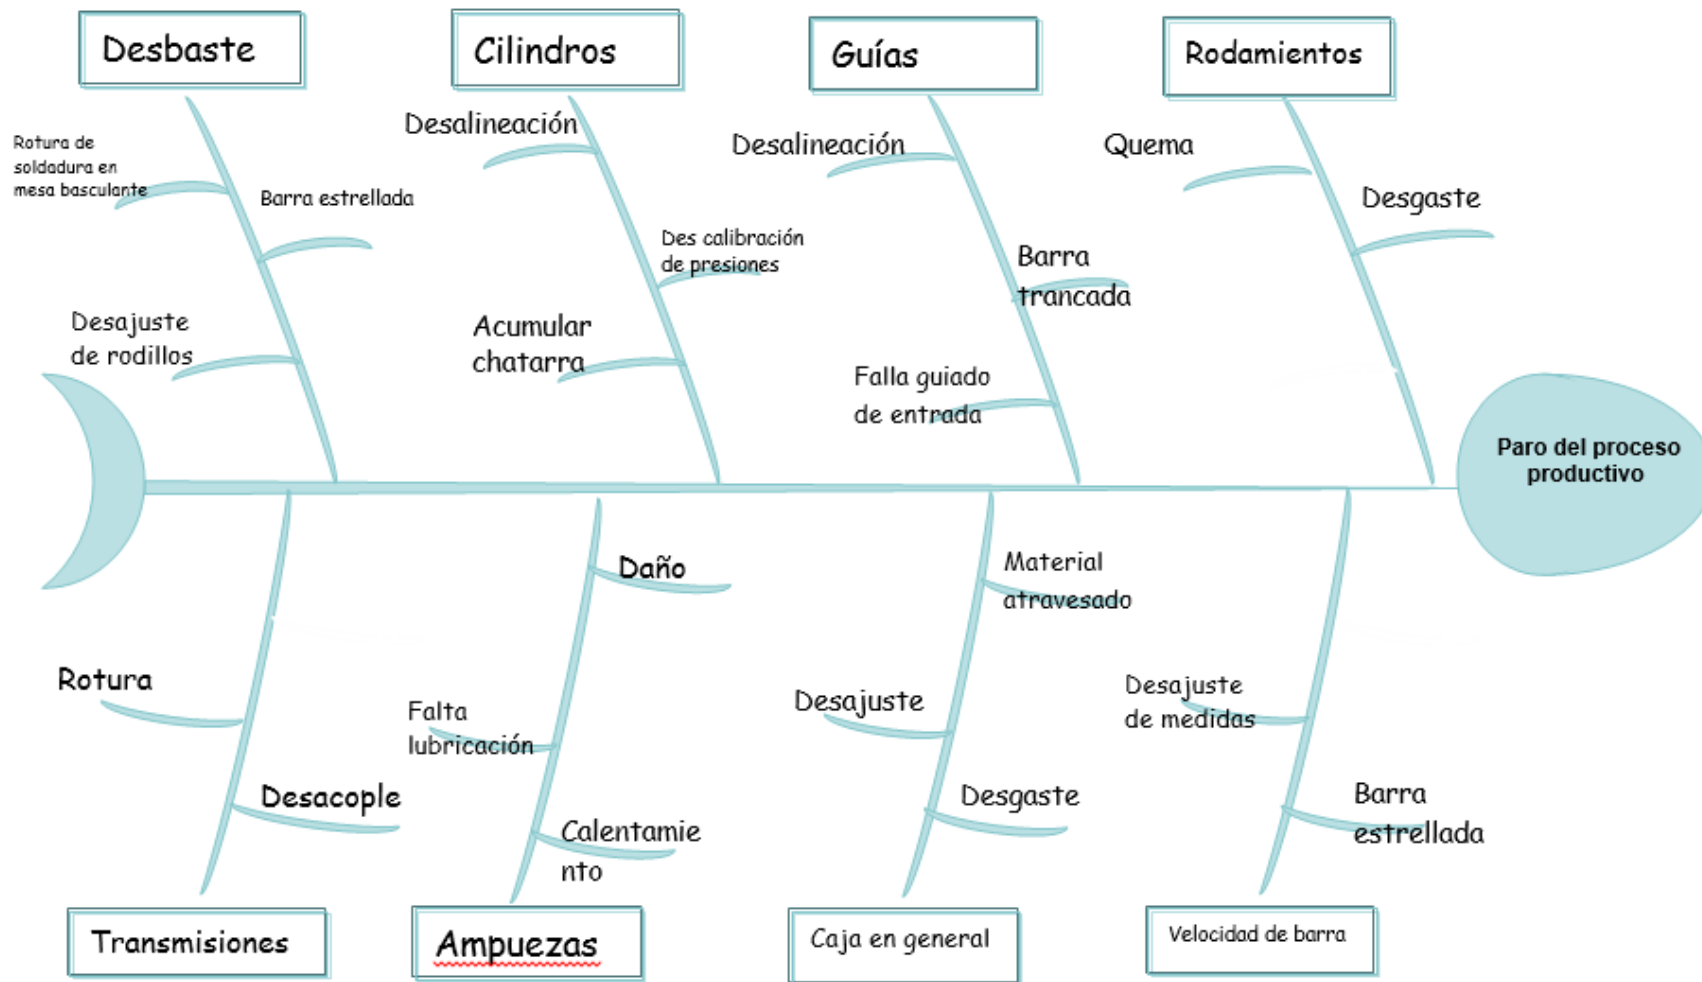 Desbaste
Cilindros
Guías
Rodamientos
Rotura de
soldadura en
mesa basculante
Barra estrellada
Desajuste
de rodillos
Desalineación
Des calibración
de presiones
Acumular
chatarra
Desalineación
Barra
trancada
Falla guiado
de entrada
Quema
Desgaste
Paro del proceso
productivo
Rotura
Desacople
Daño
Falta
lubricación
Calentamie
nto
Material
atravesado
Desajuste
Desgaste
Desajuste
de medidas
Barra
estrellada
Transmisiones
Ampuezas
Caja en general
Velocidad de barra